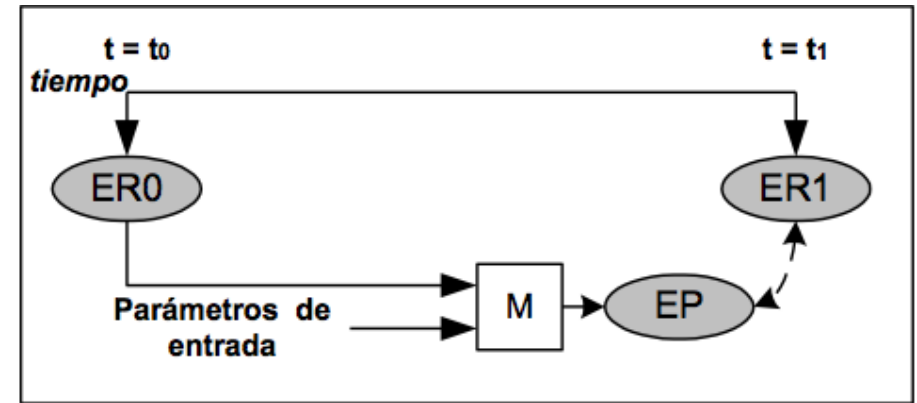 t = t0
t = t1
tiempo
ER0
ER1
Parámetros de
entrada
M
EP